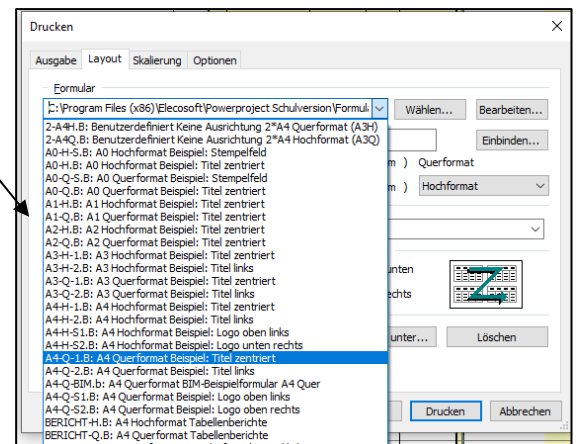 Drucken
Ausgabe Layout Skalierung Optionen
Formular
C:\Program Files (x86)\Elecosoft\Powerproject Schulversion\Formul
Wählen... Bearbeiten...
2-A4H.B: Benutzerdefiniert Keine Ausrichtung 2*A4 Querformat (A3H)
2-A4Q.B: Benutzerdefiniert Keine Ausrichtung 2*A4 Hochformat (A3Q)
Einbinden...
A0-H-S.B: A0 Hochformat Beispiel: Stempelfeld
A0-H.B: A0 Hochformat Beispiel: Titel zentriert
m ) Querformat
A0-Q-S.B: A0 Querformat Beispiel: Stempelfeld
A0-Q.B: A0 Querformat Beispiel: Titel zentriert
m ) Hochformat
A1-H.B: A1 Hochformat Beispiel: Titel zentriert
A1-Q.B: A1 Querformat Beispiel: Titel zentriert
A2-H.B: A2 Hochformat Beispiel: Titel zentriert
A2-Q.B: A2 Querformat Beispiel: Titel zentriert
A3-H-1.B: A3 Hochformat Beispiel: Titel zentriert
A3-H-2.B: A3 Hochformat Beispiel: Titel links
unten
A3-Q-1.B: A3 Querformat Beispiel: Titel zentriert
A3-Q-2.B: A3 Querformat Beispiel: Titel links
echts
A4-H-1.B: A4 Hochformat Beispiel: Titel zentriert
A4-H-2.B: A4 Hochformat Beispiel: Titel links
A4-H-S1.B: A4 Hochformat Beispiel: Logo oben links
unter... Löschen
A4-H-S2.B: A4 Hochformat Beispiel: Logo unten rechts
A4-Q-1.B: A4 Querformat Beispiel: Titel zentriert
A4-Q-2.B: A4 Querformat Beispiel: Titel links
A4-Q-BIM.b: A4 Querformat BIM-Beispielformular A4 Quer
A4-Q-S1.B: A4 Querformat Beispiel: Logo oben links
A4-Q-S2.B: A4 Querformat Beispiel: Logo oben rechts
Drucken Abbrechen
BERICHT-H.B: A4 Hochformat Tabellenberichte
BERICHT-Q.B: A4 Querformat Tabellenberichte